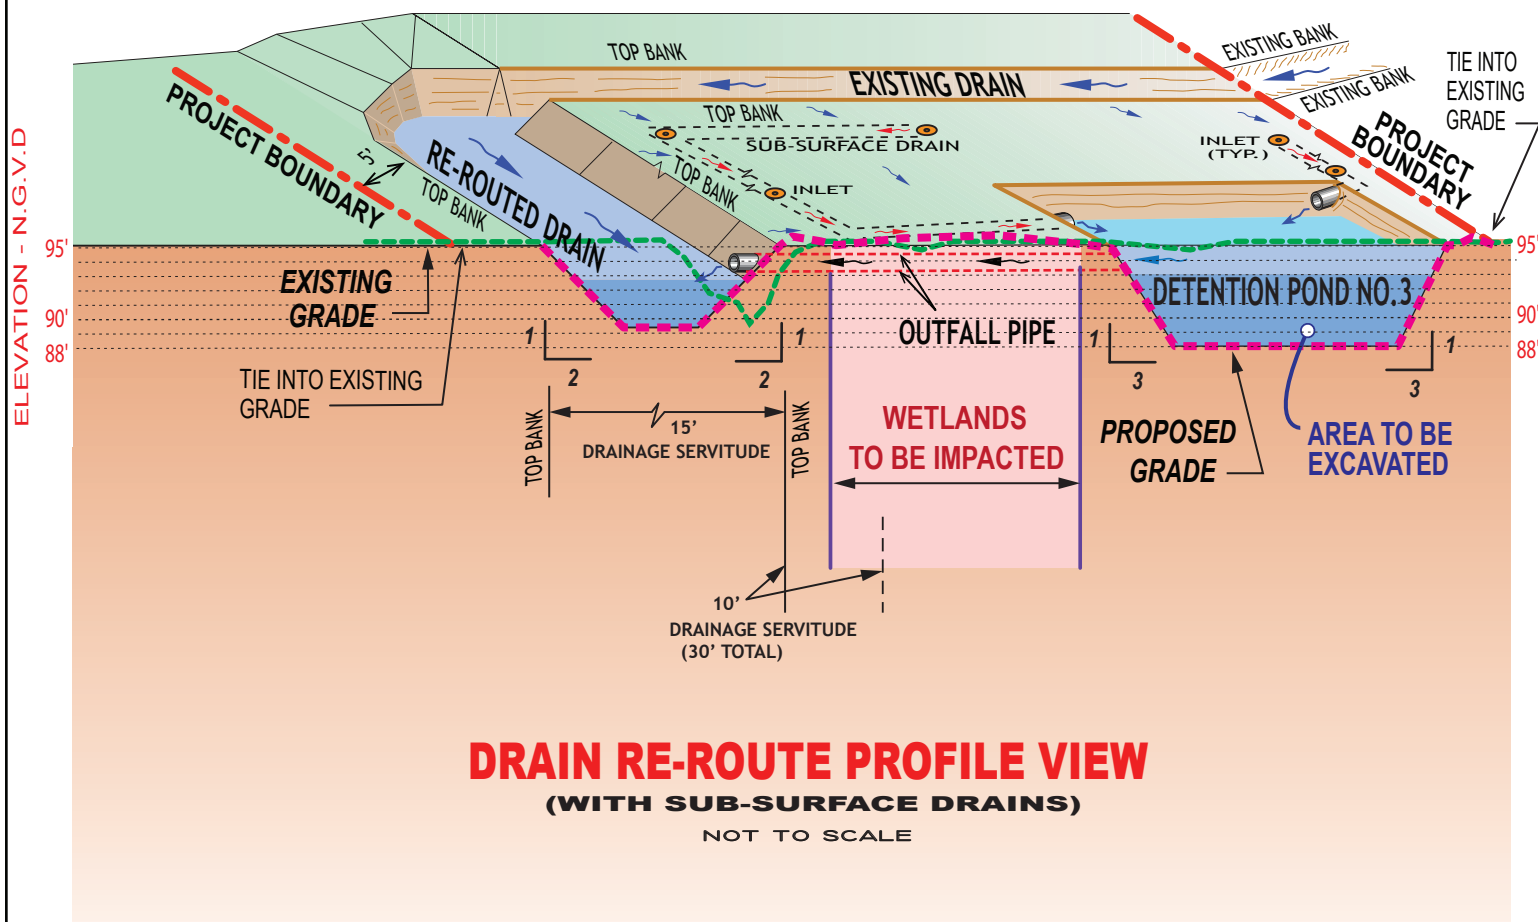 TOP BANK
EXISTING BANK
EXISTING DRAIN
EXISTING BANK
TIE INTO
EXISTING
GRADE
PROJECT BOUNDARY
TOP BANK
SUB-SURFACE DRAIN
INLET
(TYP.)
PROJECT
BOUNDARY
5'
RE-ROUTED DRAIN
TOP BANK
TOP BANK
INLET
ELEVATION - N.G.V.D
95'
90'
88'
EXISTING
GRADE
95'
90'
88'
DETENTION POND NO.3
OUTFALL PIPE
1
2
1
2
1
3
1
3
TIE INTO EXISTING
GRADE
TOP BANK
15’
DRAINAGE SERVITUDE
TOP BANK
WETLANDS
TO BE IMPACTED
PROPOSED
GRADE
AREA TO BE
EXCAVATED
10’
DRAINAGE SERVITUDE
(30’ TOTAL)
DRAIN RE-ROUTE PROFILE VIEW
(WITH SUB-SURFACE DRAINS)
NOT TO SCALE